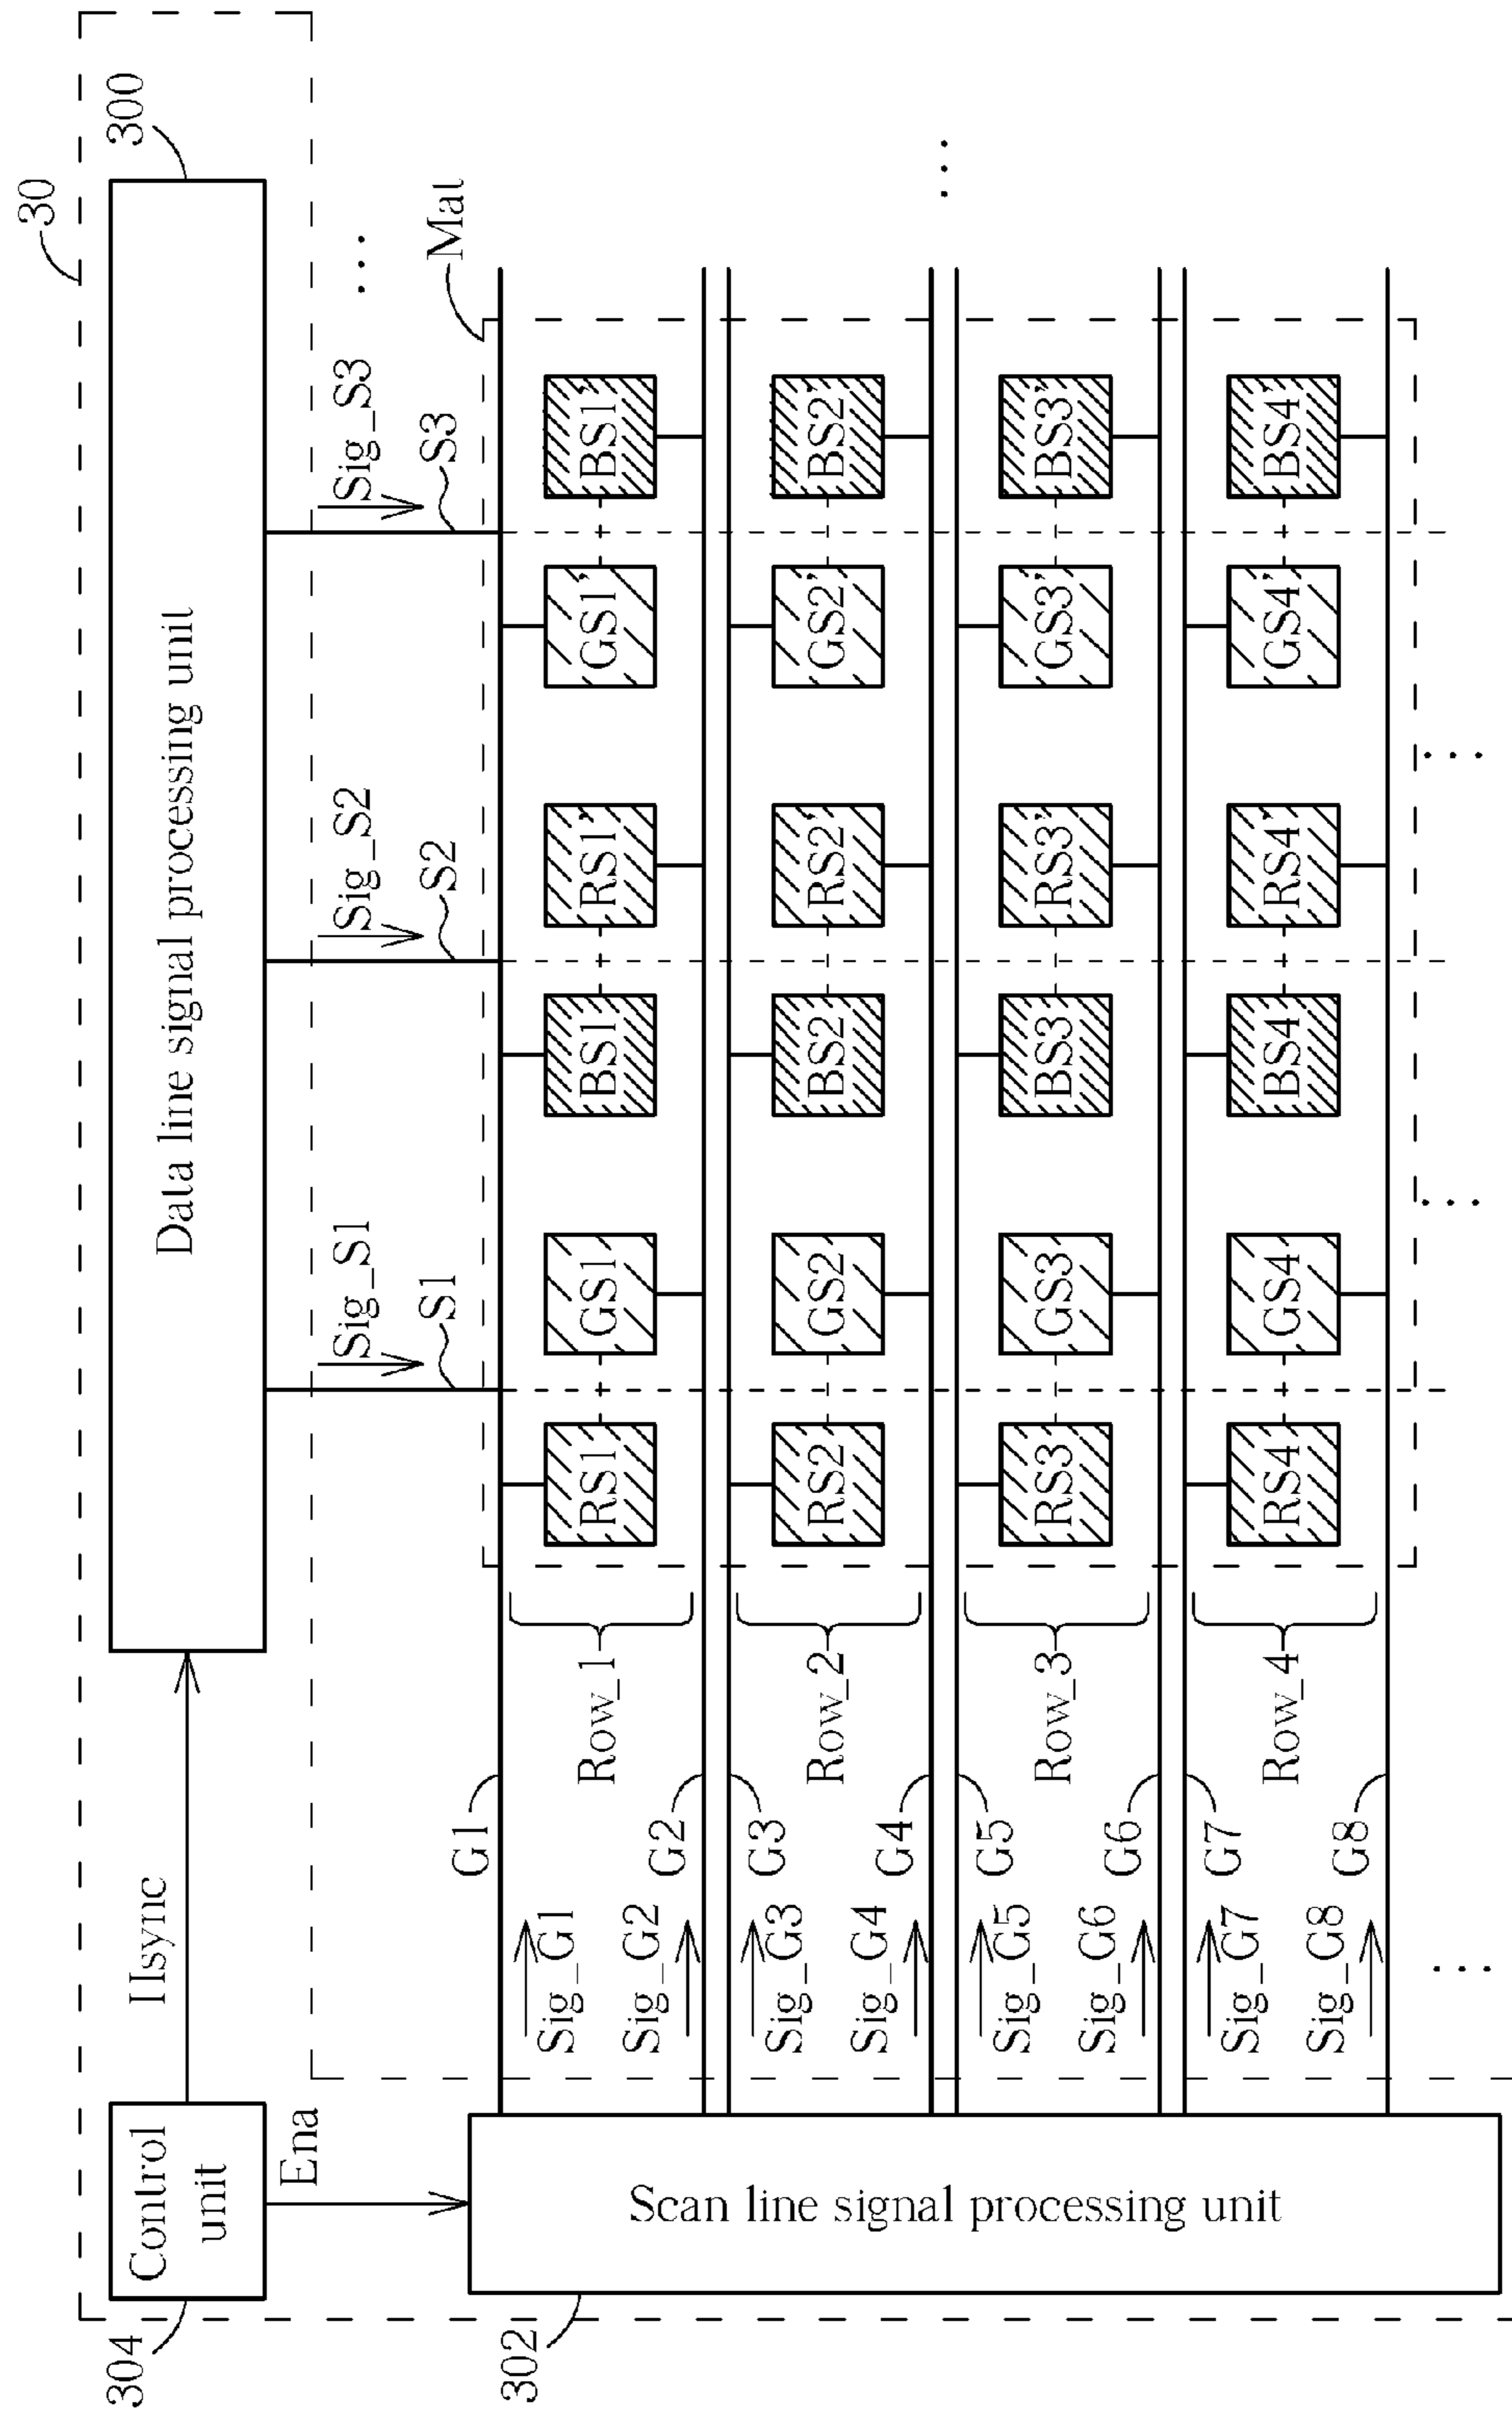 30
300
304
302
Control
unit
Hsync
Data line signal processing unit
Ena
Scan line signal processing unit
Sig_S1
Sig_S2
Sig_S3
...
S1
S2
S3
Mat
G1
Sig_G1
Row_1
RS1
GS1
BS1
RS1'
GS1'
BS1'
Sig_G2
G2
G3
Sig_G3
Row_2
RS2
GS2
BS2
RS2'
GS2'
BS2'
Sig_G4
G4
G5
Sig_G5
Row_3
RS3
GS3
BS3
RS3'
GS3'
BS3'
Sig_G6
G6
G7
Sig_G7
Row_4
RS4
GS4
BS4
RS4'
GS4'
BS4'
Sig_G8
G8
...
...
...
...